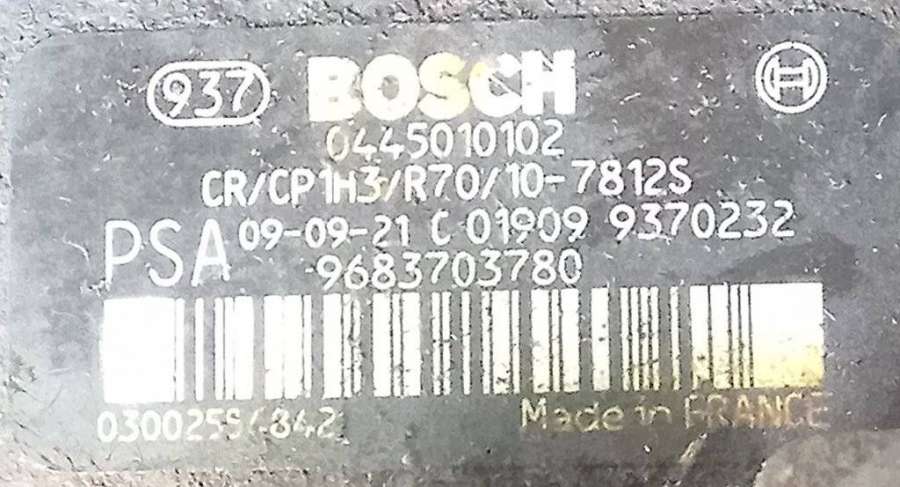 937 BOSCH
0445010102
CR/CP1H3/R70/10-7812S
PSA 09-09-21 C 01909 9370232
9683703780
Made in FRANCE